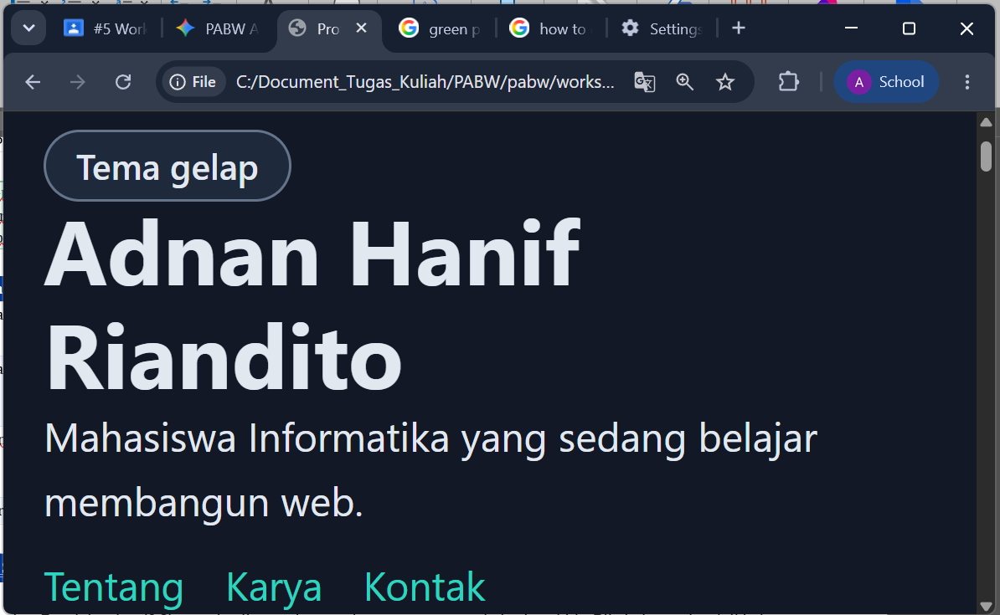 #5 Work
PABW A
Pro
green p
how to
Settings
File
C:/Document_Tugas_Kuliah/PABW/pabw/works...
A
School
Tema gelap
Adnan Hanif
Riandito
Mahasiswa Informatika yang sedang belajar
membangun web.
Tentang
Karya
Kontak